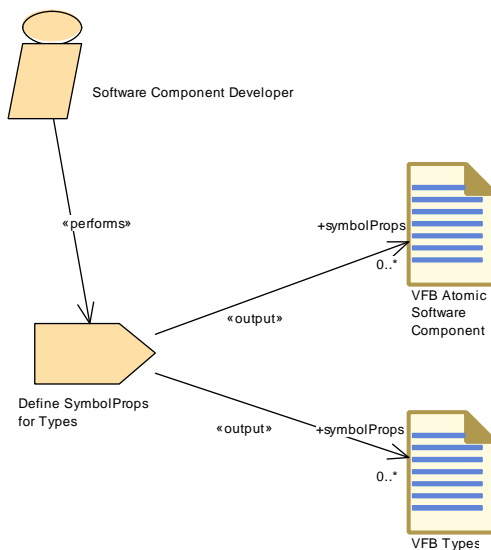 Software Component Developer
«performs»
+symbolProps
0..*
VFB Atomic
Software
Component
«output»
Define SymbolProps
for Types
«output»
+symbolProps
0..*
VFB Types